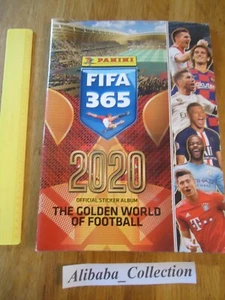 PANINI
FIFA
365
2020
OFFICIAL STICKER ALBUM
THE GOLDEN WORLD
OF FOOTBALL
Alibaba_Collection